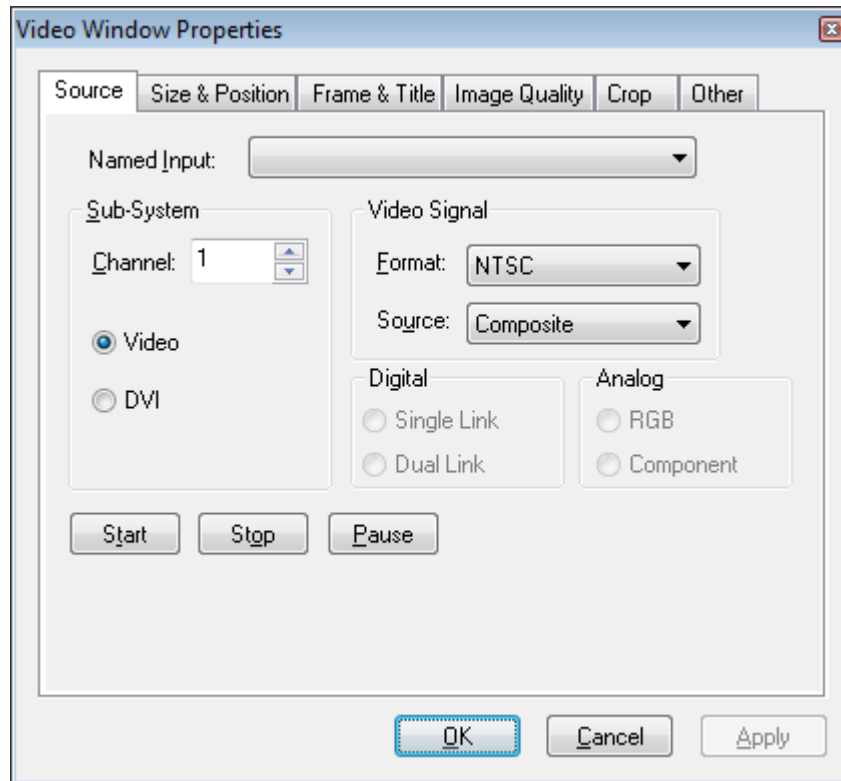 Video Window Properties
Source Size & Position Frame & Title Image Quality Crop Other
Named Input:
Sub-System
Channel: 1
Video
DVI
Video Signal
Format: NTSC
Source: Composite
Digital
Single Link
Dual Link
Analog
RGB
Component
Start Stop Pause
OK Cancel Apply